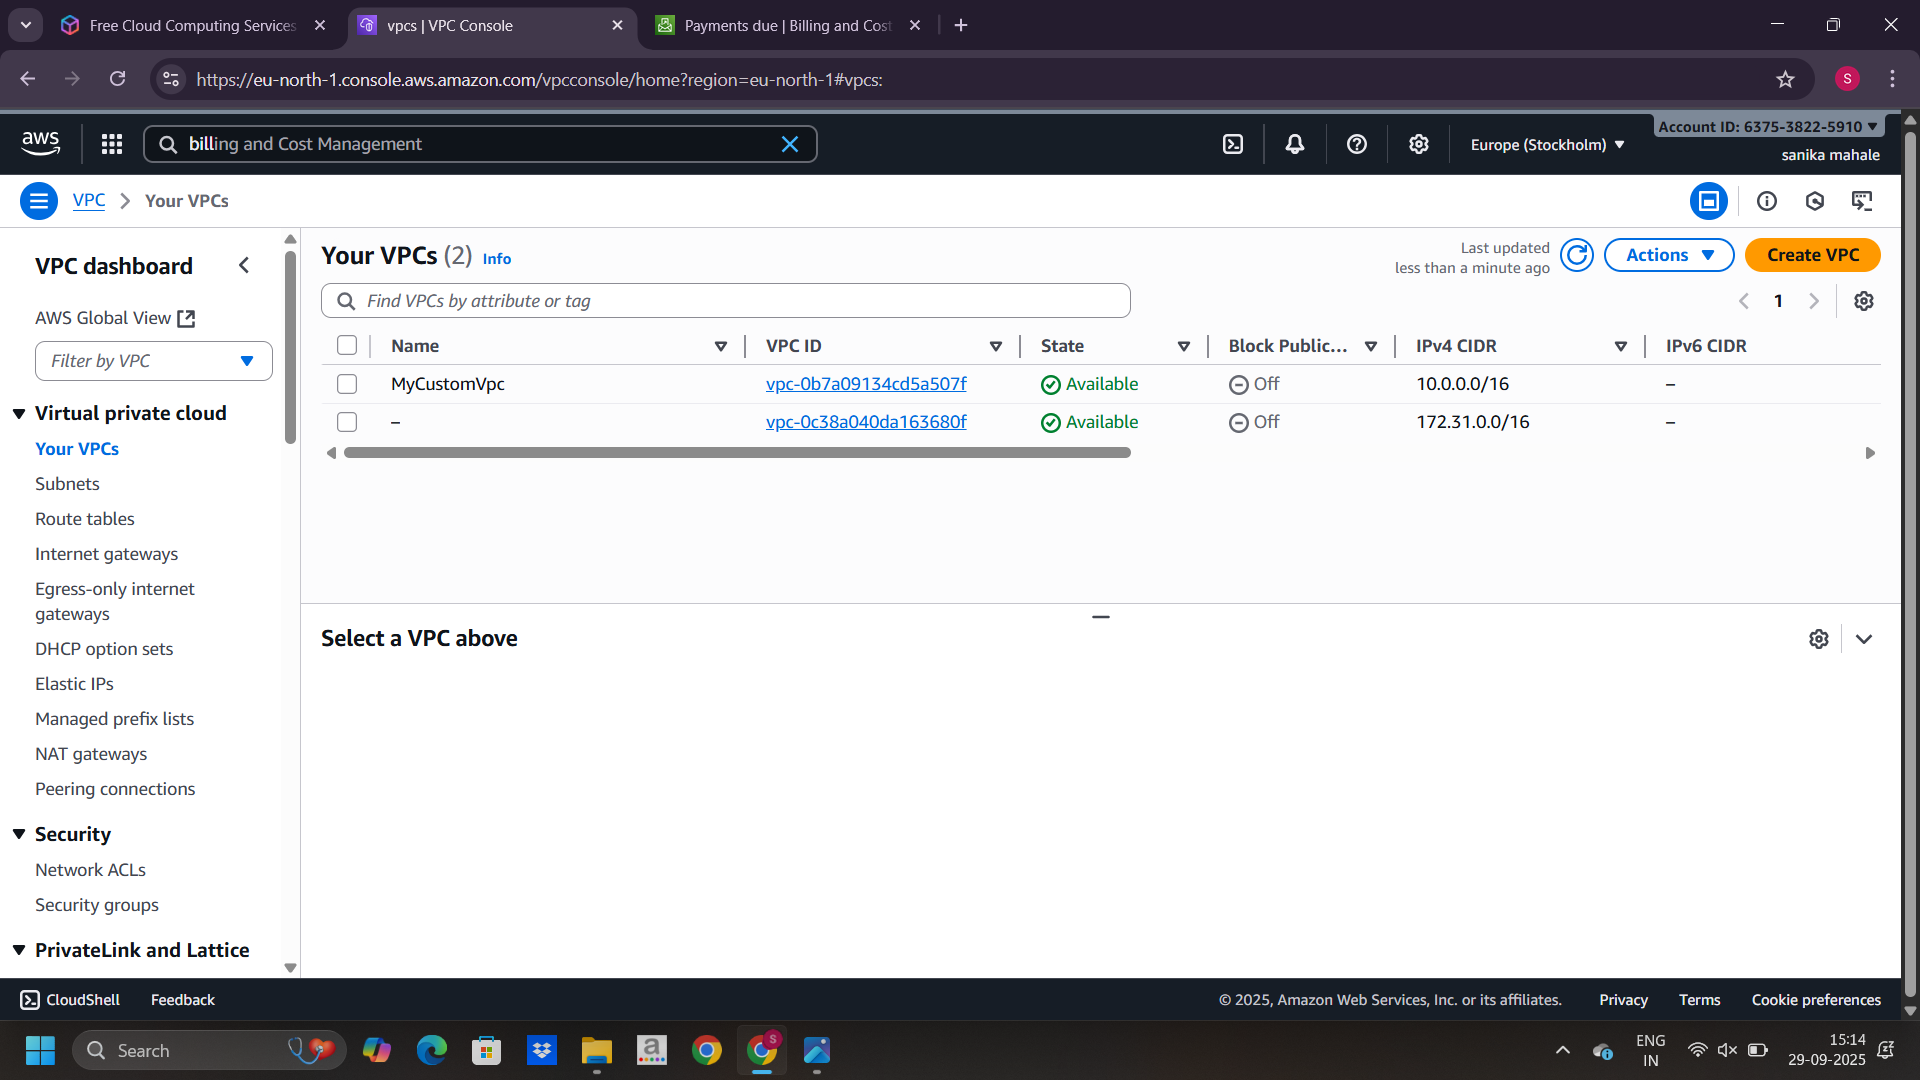 Free Cloud Computing Services
vpcs | VPC Console
Payments due | Billing and Cost
https://eu-north-1.console.aws.amazon.com/vpcconsole/home?region=eu-north-1#vpcs:
S
aws
billing and Cost Management
Europe (Stockholm)
Account ID: 6375-3822-5910
sanika mahale
VPC
Your VPCs
VPC dashboard
AWS Global View
Filter by VPC
Virtual private cloud
Your VPCs
Subnets
Route tables
Internet gateways
Egress-only internet
gateways
DHCP option sets
Elastic IPs
Managed prefix lists
NAT gateways
Peering connections
Security
Network ACLs
Security groups
PrivateLink and Lattice
Your VPCs (2) Info
Last updated
less than a minute ago
Actions
Create VPC
Find VPCs by attribute or tag
1
Name VPC ID State Block Public... IPv4 CIDR IPv6 CIDR
MyCustomVpc vpc-0b7a09134cd5a507f Available Off 10.0.0.0/16 –
– vpc-0c38a040da163680f Available Off 172.31.0.0/16 –
Select a VPC above
CloudShell Feedback © 2025, Amazon Web Services, Inc. or its affiliates. Privacy Terms Cookie preferences
Search
a
S
ENG
IN
15:14
29-09-2025